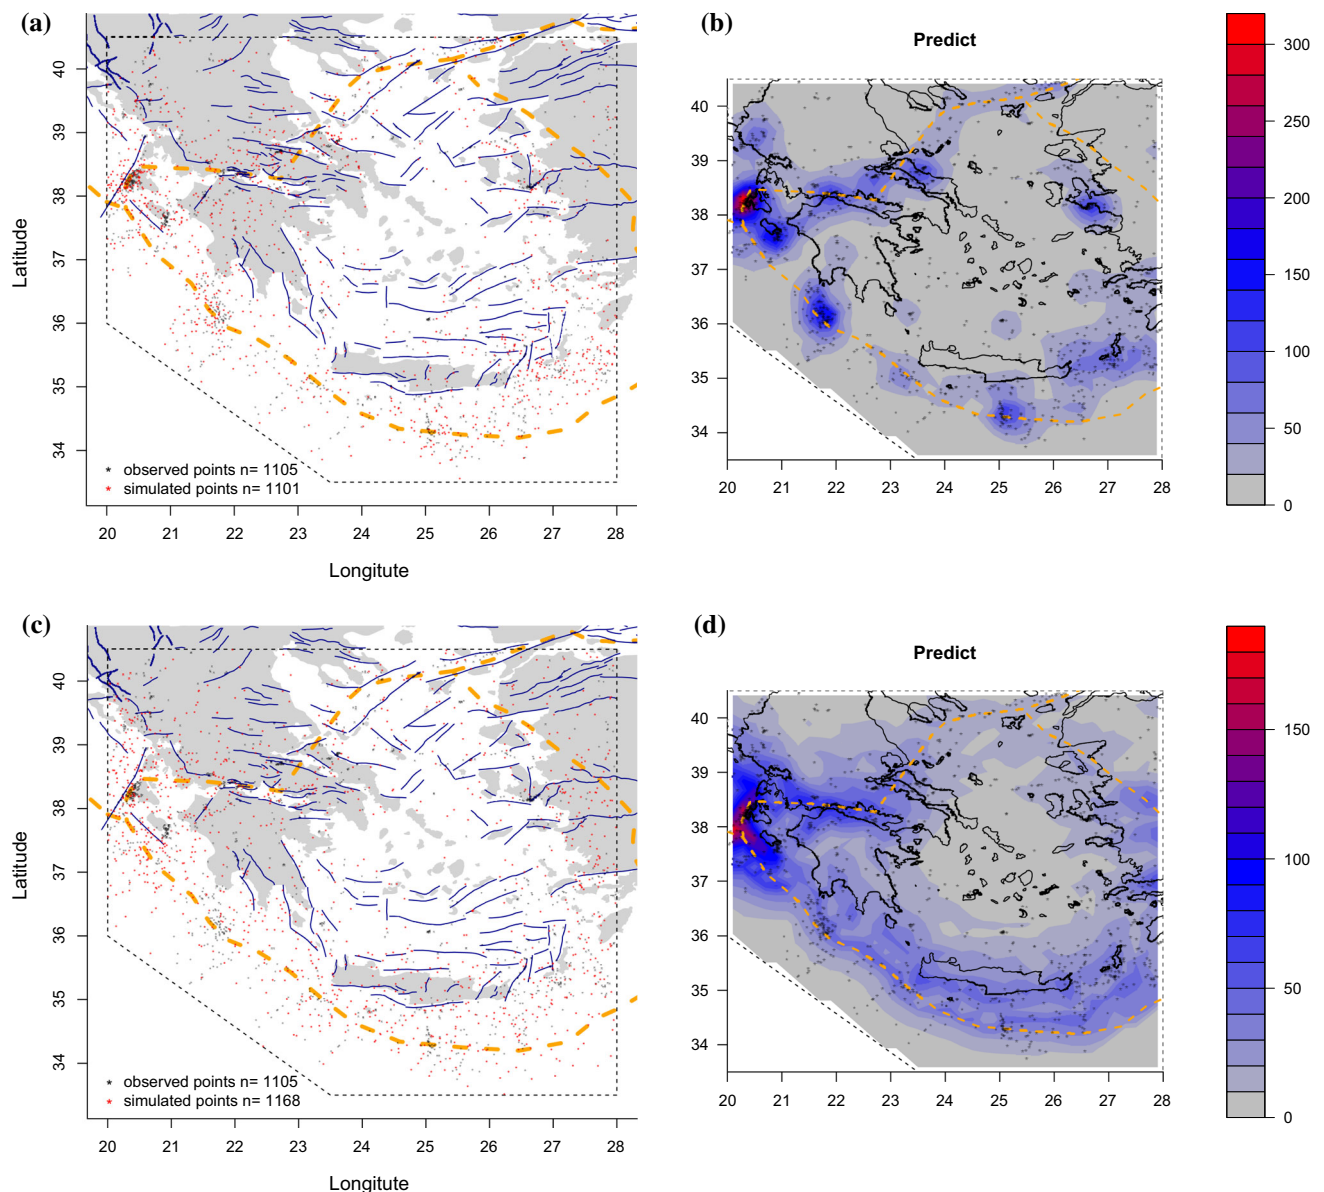 (a)
40
39
38
37
36
35
34
Latitude
* observed points n= 1105
* simulated points n= 1101
20 21 22 23 24 25 26 27 28
Longitute
(b)
Predict
40
39
38
37
36
35
34
20 21 22 23 24 25 26 27 28
300
250
200
150
100
50
0
(c)
40
39
38
37
36
35
34
Latitude
* observed points n= 1105
* simulated points n= 1168
20 21 22 23 24 25 26 27 28
Longitute
(d)
Predict
40
39
38
37
36
35
34
20 21 22 23 24 25 26 27 28
150
100
50
0